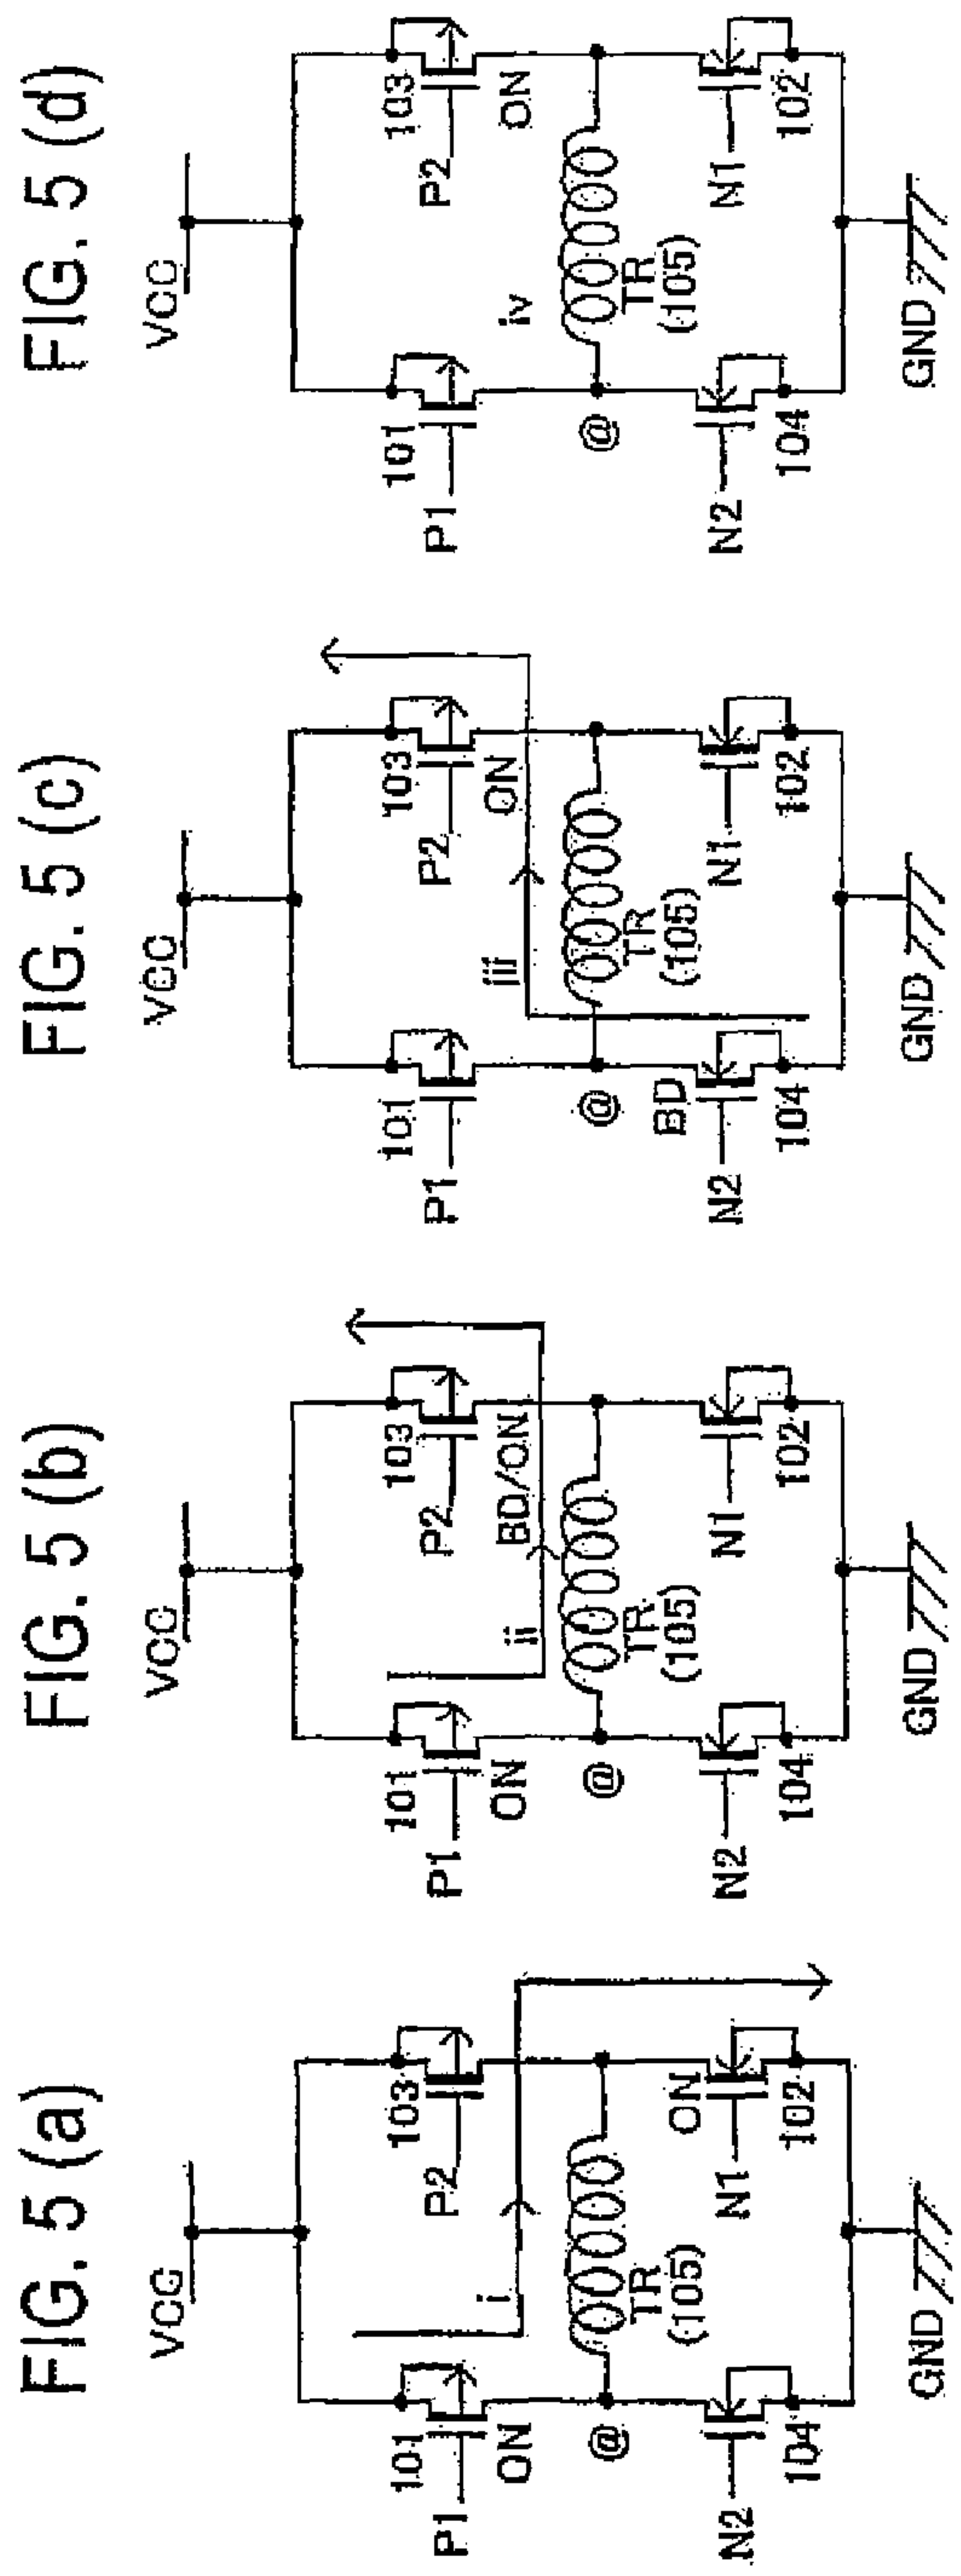 FIG. 5 (a)
VCC
101
103
P1
P2
ON
i
@
TR
(105)
ON
N2
N1
104
102
GND
FIG. 5 (b)
VCC
101
103
P1
P2
ON
BD/ON
ii
@
TR
(105)
N2
N1
104
102
GND
FIG. 5 (c)
VCC
101
103
P1
P2
ON
iii
@
TR
(105)
BD
N2
N1
104
102
GND
FIG. 5 (d)
VCC
101
103
P1
P2
ON
iv
@
TR
(105)
N2
N1
104
102
GND